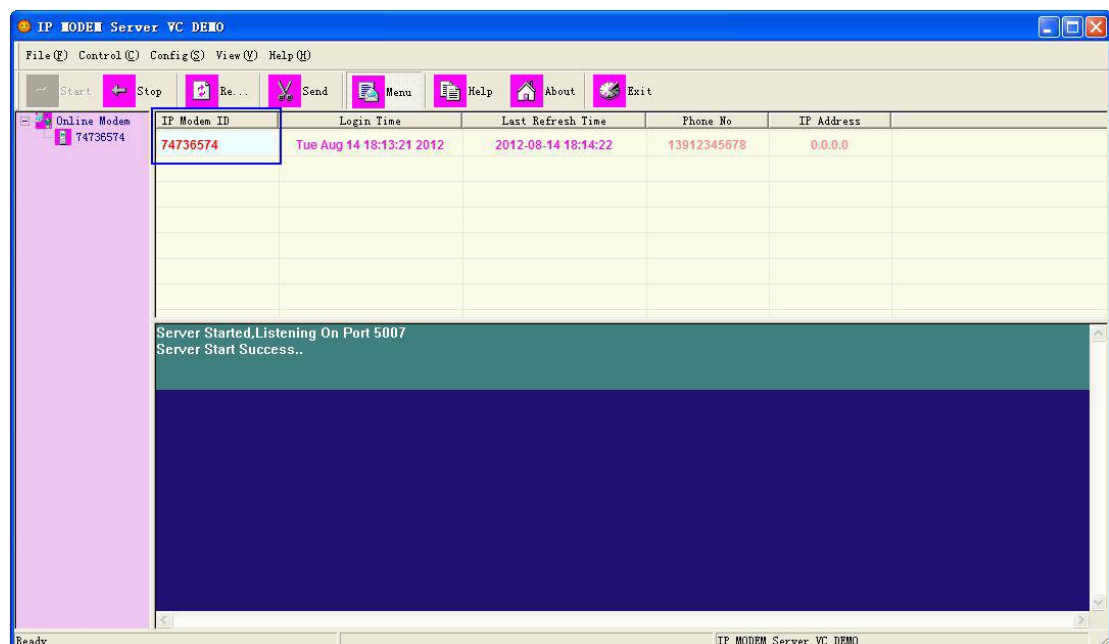 IP MODEM Server VC DEMO
File(F) Control(C) Config(S) View(V) Help(H)
Start Stop Re... Send Menu Help About Exit
Online Modem
74736574
IP Modem ID Login Time Last Refresh Time Phone No IP Address
74736574 Tue Aug 14 18:13:21 2012 2012-08-14 18:14:22 13912345678 0.0.0.0
Server Started,Listening On Port 5007
Server Start Success..
Ready IP MODEM Server VC DEMO